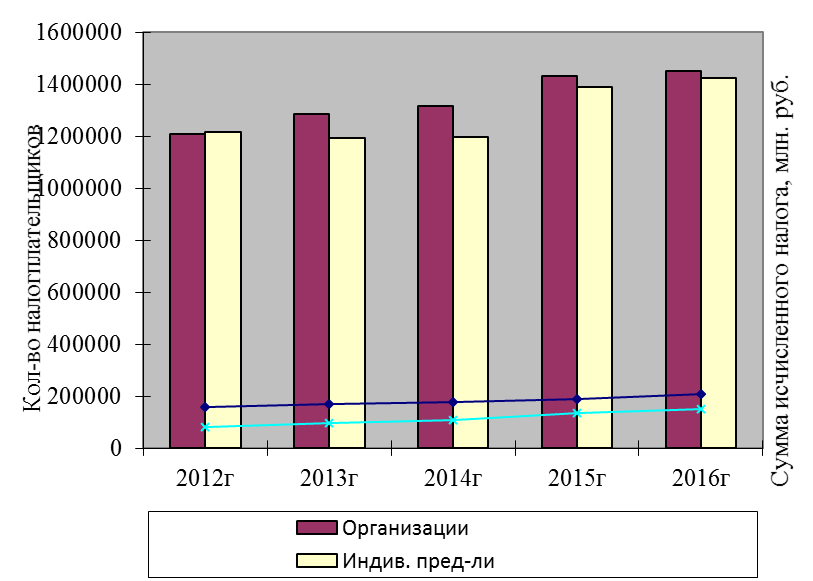 Кол-во налогплательщиков
1600000
1400000
1200000
1000000
800000
600000
400000
200000
0
2012г 2013г 2014г 2015г 2016г
Сумма исчисленного налога, млн. руб.
Организации
Индив. пред-ли